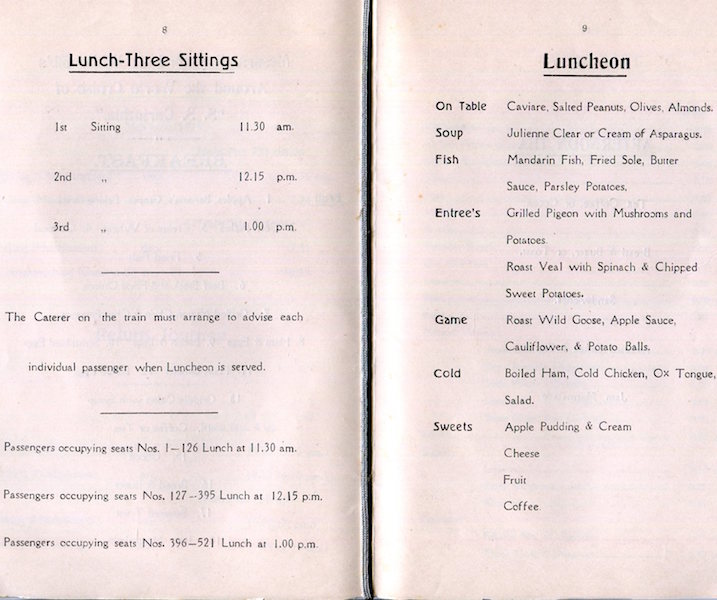 8
Lunch-Three Sittings
1st Sitting 11.30 am.
2nd ,, 12.15 p.m.
3rd ,, 1.00 p.m.
The Caterer on the train must arrange to advise each
individual passenger when Luncheon is served.
Passengers occupying seats Nos. 1—126 Lunch at 11.30 am.
Passengers occupying seats Nos. 127—395 Lunch at 12.15 p.m.
Passengers occupying seats Nos. 396—521 Lunch at 1.00 p.m.
9
Luncheon
On Table Caviare, Salted Peanuts, Olives, Almonds.
Soup Julienne Clear or Cream of Asparagus.
Fish Mandarin Fish, Fried Sole, Butter
Sauce, Parsley Potatoes,
Entree's Grilled Pigeon with Mushrooms and
Potatoes.
Roast Veal with Spinach & Chipped
Sweet Potatoes.
Game Roast Wild Goose, Apple Sauce,
Cauliflower, & Potato Balls.
Cold Boiled Ham, Cold Chicken, Ox Tongue,
Salad.
Sweets Apple Pudding & Cream
Cheese
Fruit
Coffee